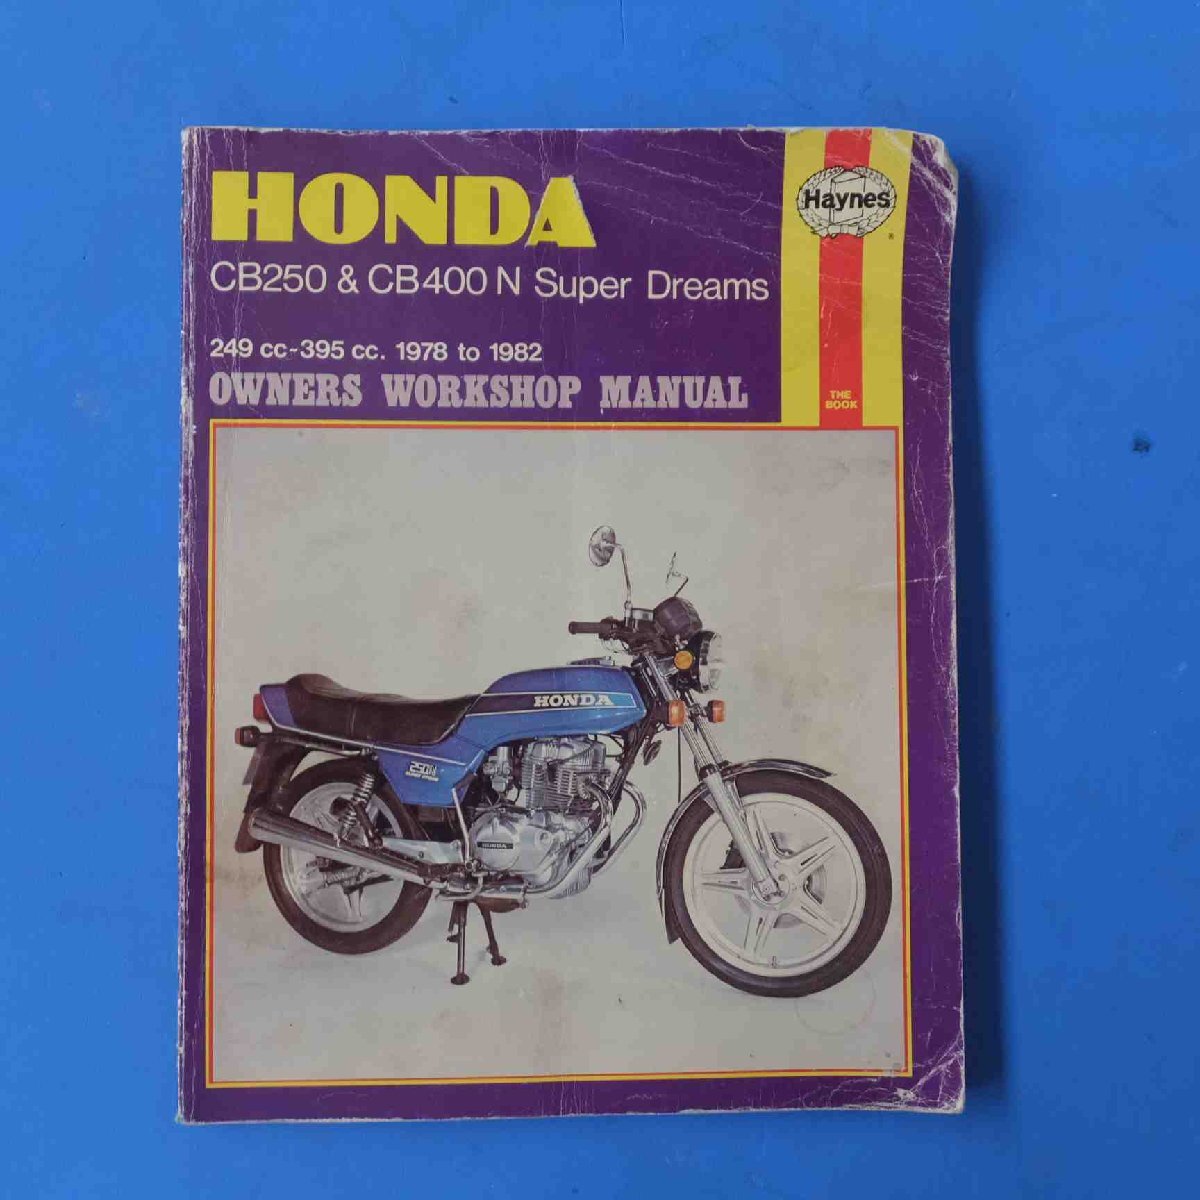 HONDA
Haynes
®
CB250 & CB400 N Super Dreams
249 cc-395 cc. 1978 to 1982
OWNERS WORKSHOP MANUAL
THE
BOOK
HONDA
250N
HONDA